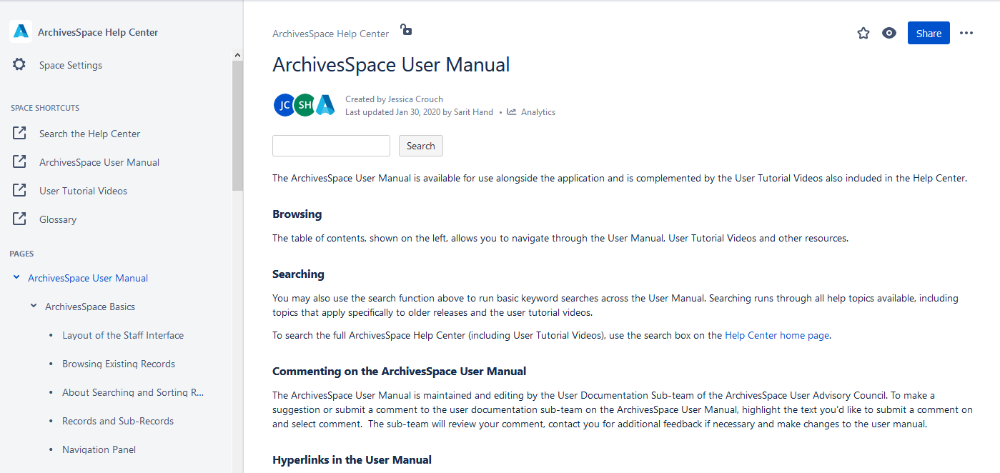 ArchivesSpace Help Center
Space Settings
SPACE SHORTCUTS
Search the Help Center
ArchivesSpace User Manual
User Tutorial Videos
Glossary
PAGES
ArchivesSpace User Manual
ArchivesSpace Basics
Layout of the Staff Interface
Browsing Existing Records
About Searching and Sorting R...
Records and Sub-Records
Navigation Panel
ArchivesSpace Help Center
Share
ArchivesSpace User Manual
JC SH
Created by Jessica Crouch
Last updated Jan 30, 2020 by Sarit Hand • Analytics
Search
The ArchivesSpace User Manual is available for use alongside the application and is complemented by the User Tutorial Videos also included in the Help Center.
Browsing
The table of contents, shown on the left, allows you to navigate through the User Manual, User Tutorial Videos and other resources.
Searching
You may also use the search function above to run basic keyword searches across the User Manual. Searching runs through all help topics available, including
topics that apply specifically to older releases and the user tutorial videos.
To search the full ArchivesSpace Help Center (including User Tutorial Videos), use the search box on the Help Center home page.
Commenting on the ArchivesSpace User Manual
The ArchivesSpace User Manual is maintained and editing by the User Documentation Sub-team of the ArchivesSpace User Advisory Council. To make a
suggestion or submit a comment to the user documentation sub-team on the ArchivesSpace User Manual, highlight the text you'd like to submit a comment on
and select comment.  The sub-team will review your comment, contact you for additional feedback if necessary and make changes to the user manual.
Hyperlinks in the User Manual